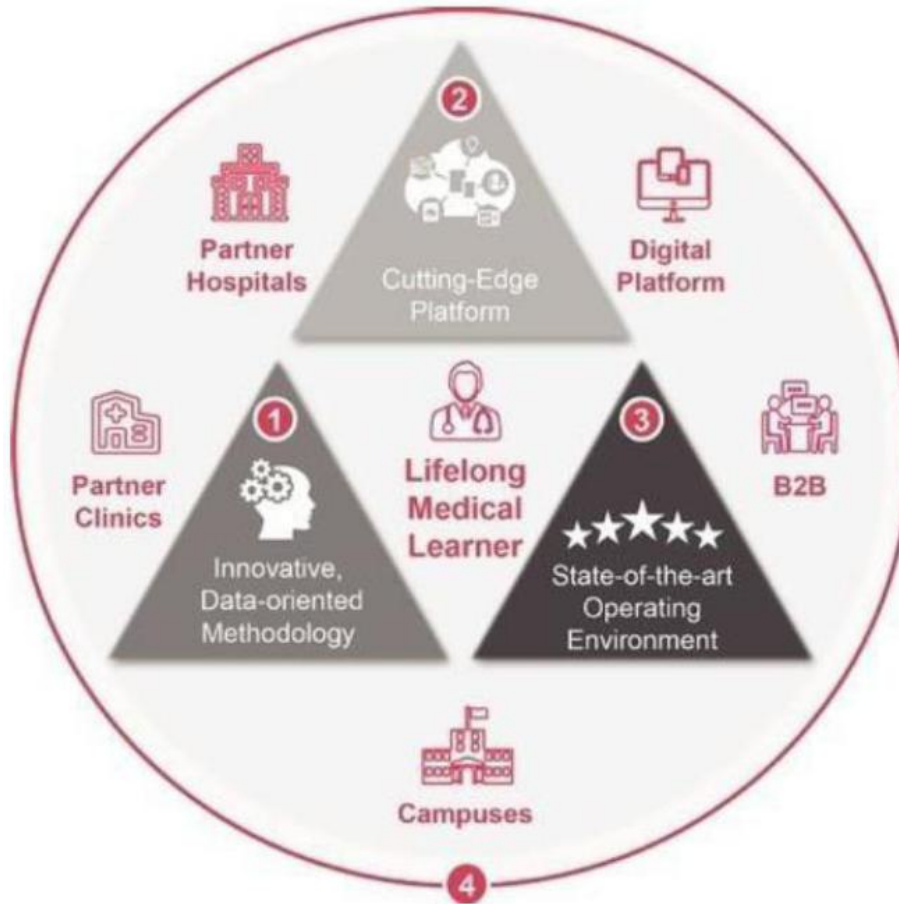 2
Partner
Hospitals
Cutting-Edge
Platform
Digital
Platform
1
Partner
Clinics
Innovative,
Data-oriented
Methodology
Lifelong
Medical
Learner
3
State-of-the-art
Operating
Environment
B2B
Campuses
4